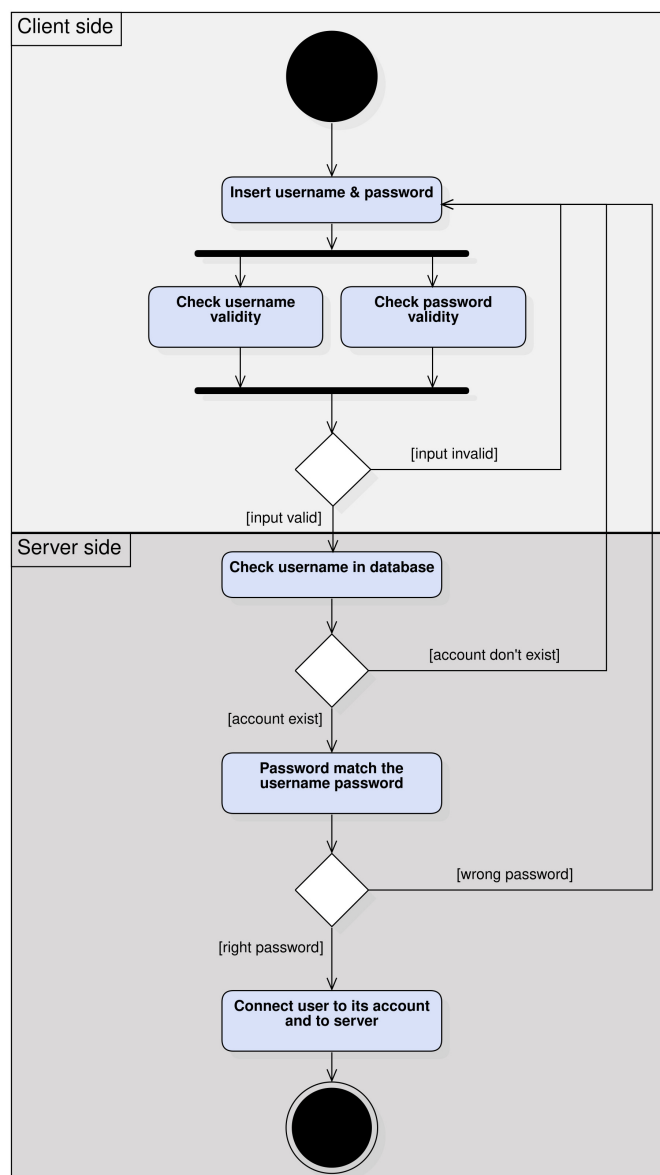 Client side
Insert username & password
Check username
validity
Check password
validity
[input invalid]
[input valid]
Server side
Check username in database
[account don't exist]
[account exist]
Password match the
username password
[wrong password]
[right password]
Connect user to its account
and to server